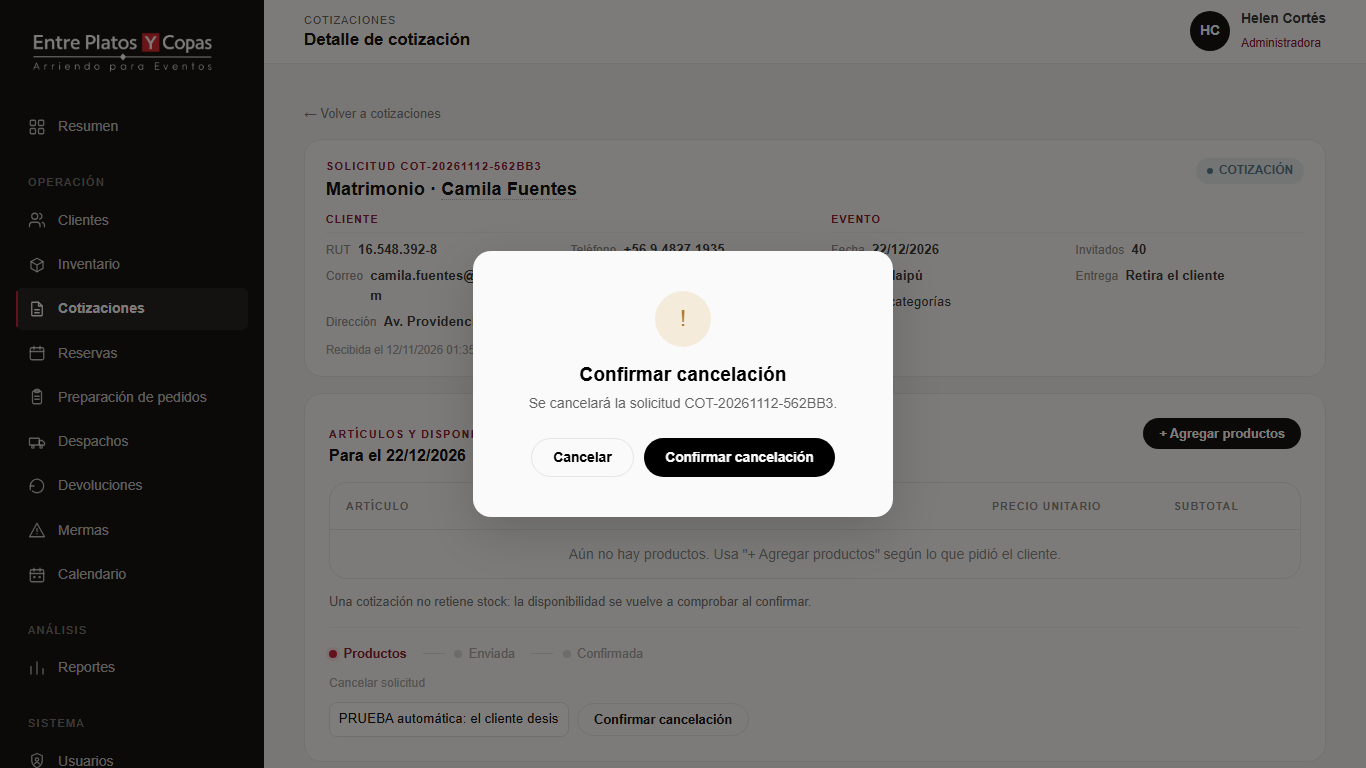 Entre Platos Y Copas
Arriendo para Eventos
Resumen
OPERACIÓN
Clientes
Inventario
Cotizaciones
Reservas
Preparación de pedidos
Despachos
Devoluciones
Mermas
Calendario
ANÁLISIS
Reportes
SISTEMA
Usuarios
COTIZACIONES
Detalle de cotización
HC
Helen Cortés
Administradora
← Volver a cotizaciones
SOLICITUD COT-20261112-562BB3
Matrimonio · Camila Fuentes
COTIZACIÓN
CLIENTE
RUT 16.548.392-8
Teléfono +56 9 4827 1935
Correo camila.fuentes@
m
Dirección Av. Providenc
Recibida el 12/11/2026 01:35
EVENTO
Fecha 22/12/2026
Invitados 40
aipú
Entrega Retira el cliente
categorías
!
Confirmar cancelación
Se cancelará la solicitud COT-20261112-562BB3.
Cancelar
Confirmar cancelación
ARTÍCULOS Y DISPONI
Para el 22/12/2026
+ Agregar productos
ARTÍCULO
PRECIO UNITARIO
SUBTOTAL
Aún no hay productos. Usa "+ Agregar productos" según lo que pidió el cliente.
Una cotización no retiene stock: la disponibilidad se vuelve a comprobar al confirmar.
Productos
Enviada
Confirmada
Cancelar solicitud
PRUEBA automática: el cliente desis
Confirmar cancelación